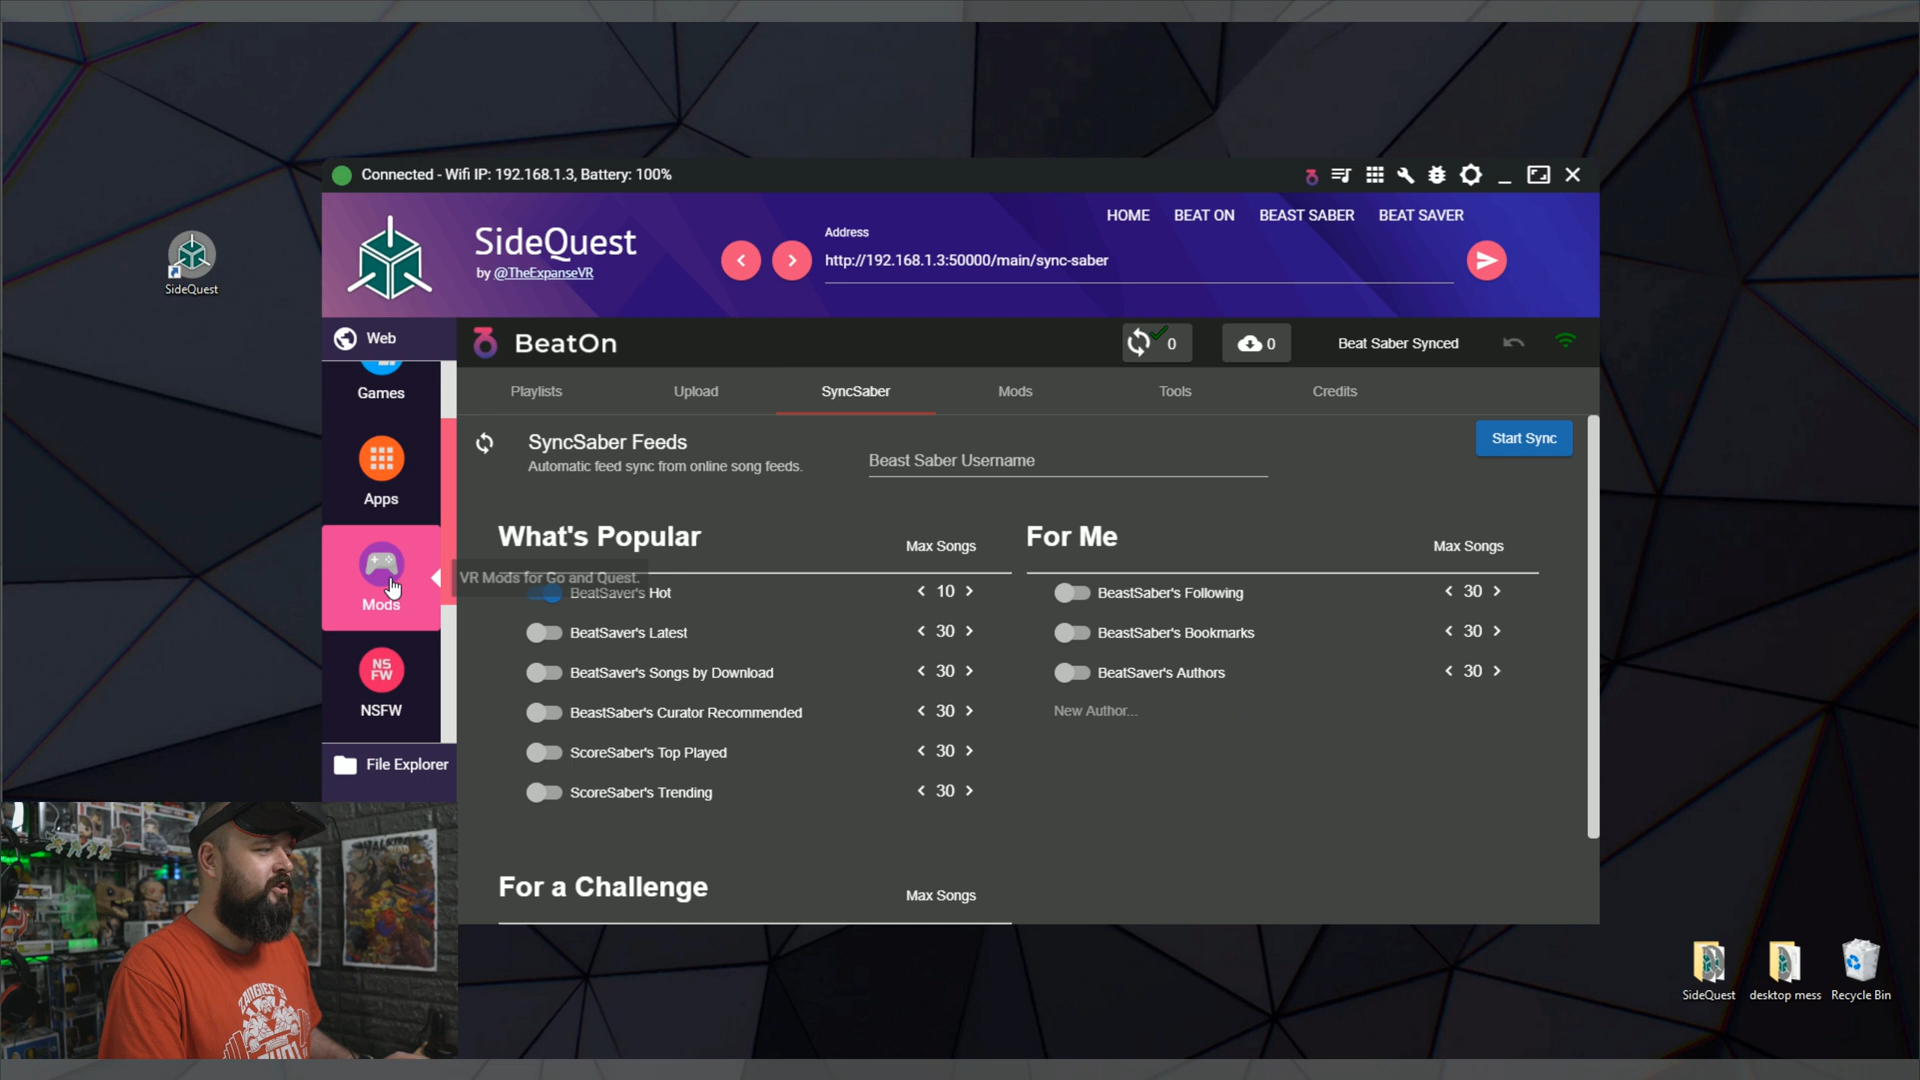 Connected - Wifi IP: 192.168.1.3, Battery: 100%
HOME BEAT ON BEAST SABER BEAT SAVER
SideQuest
by @TheExpanseVR
Address
http://192.168.1.3:50000/main/sync-saber
SideQuest
Web
BeatOn
0
0
Beat Saber Synced
Games
Playlists Upload SyncSaber Mods Tools Credits
SyncSaber Feeds
Automatic feed sync from online song feeds.
Beast Saber Username
Start Sync
Apps
What's Popular Max Songs
For Me Max Songs
Mods
VR Mods for Go and Quest.
BeatSaver's Hot 10
BeatSaver's Latest 30
BeatSaver's Songs by Download 30
BeastSaber's Curator Recommended 30
ScoreSaber's Top Played 30
ScoreSaber's Trending 30
BeastSaber's Following 30
BeastSaber's Bookmarks 30
BeatSaver's Authors 30
New Author...
NS
FW
NSFW
File Explorer
For a Challenge Max Songs
SideQuest desktop mess Recycle Bin